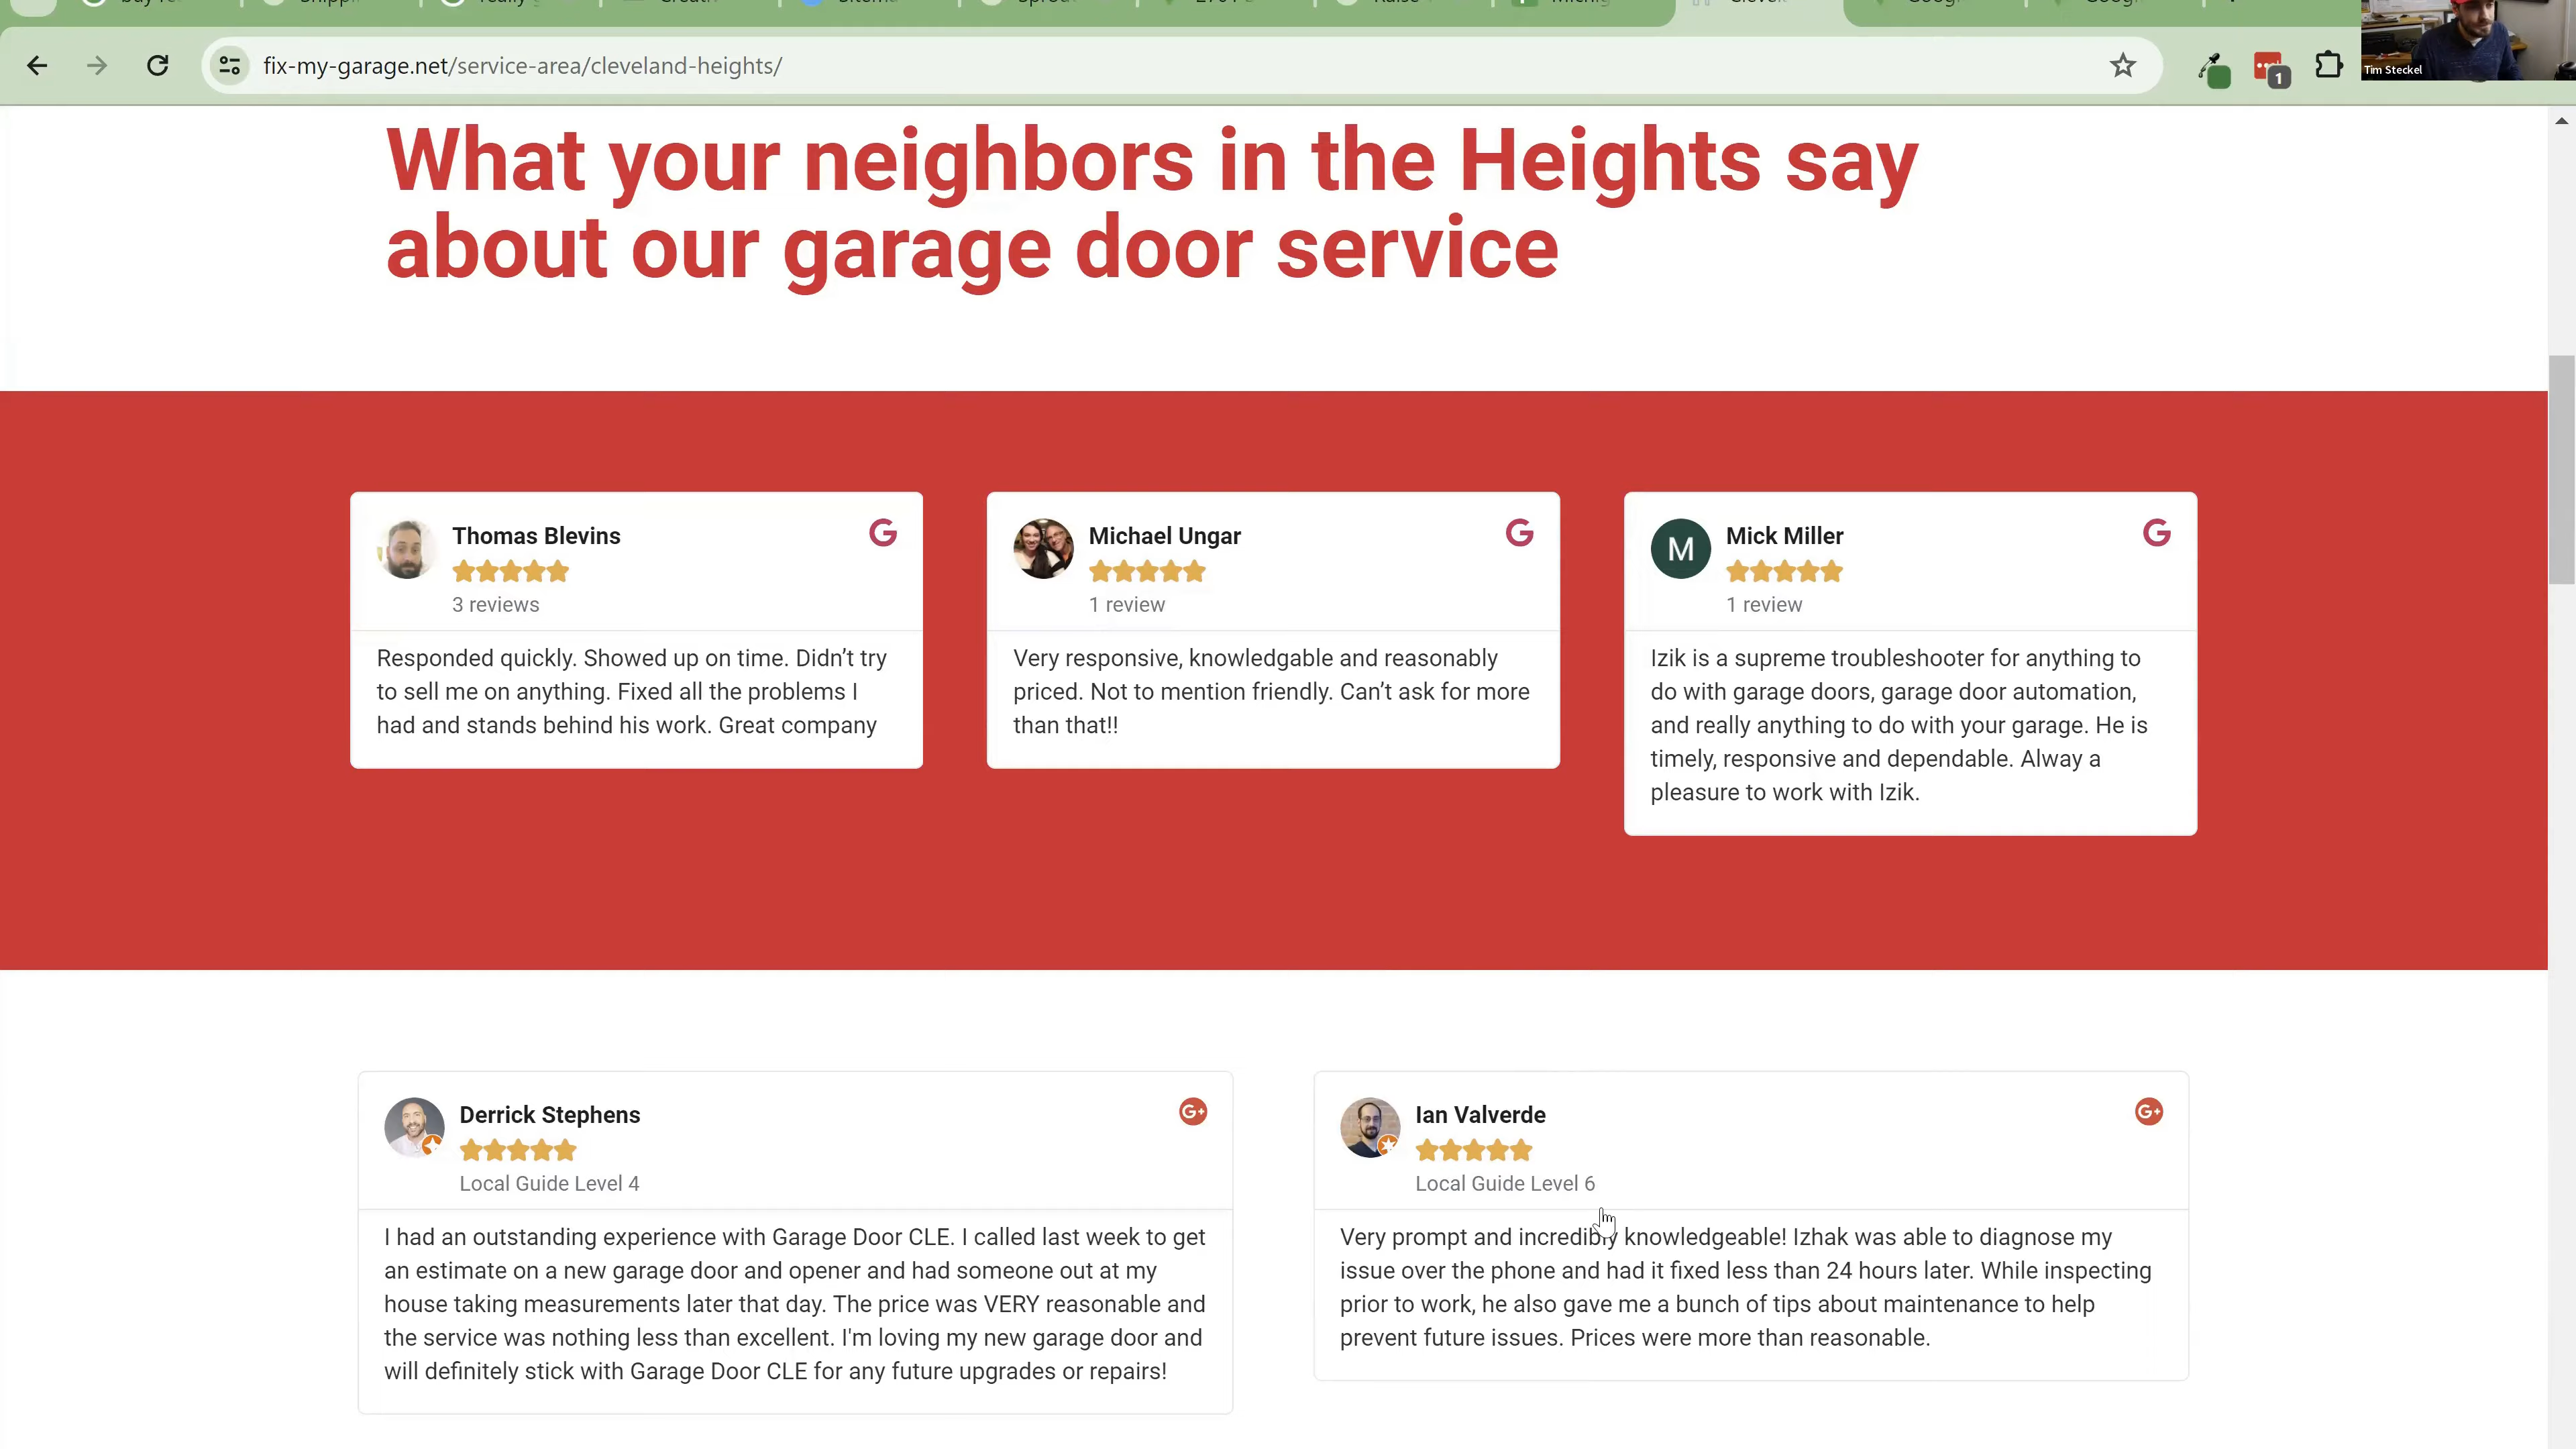 fix-my-garage.net/service-area/cleveland-heights/
1
Tim Steckel
What your neighbors in the Heights say
about our garage door service
Thomas Blevins
3 reviews
Responded quickly. Showed up on time. Didn’t try
to sell me on anything. Fixed all the problems I
had and stands behind his work. Great company
Michael Ungar
1 review
Very responsive, knowledgable and reasonably
priced. Not to mention friendly. Can’t ask for more
than that!!
M
Mick Miller
1 review
Izik is a supreme troubleshooter for anything to
do with garage doors, garage door automation,
and really anything to do with your garage. He is
timely, responsive and dependable. Alway a
pleasure to work with Izik.
Derrick Stephens
G+
Local Guide Level 4
I had an outstanding experience with Garage Door CLE. I called last week to get
an estimate on a new garage door and opener and had someone out at my
house taking measurements later that day. The price was VERY reasonable and
the service was nothing less than excellent. I'm loving my new garage door and
will definitely stick with Garage Door CLE for any future upgrades or repairs!
Ian Valverde
G+
Local Guide Level 6
Very prompt and incredibly knowledgeable! Izhak was able to diagnose my
issue over the phone and had it fixed less than 24 hours later. While inspecting
prior to work, he also gave me a bunch of tips about maintenance to help
prevent future issues. Prices were more than reasonable.